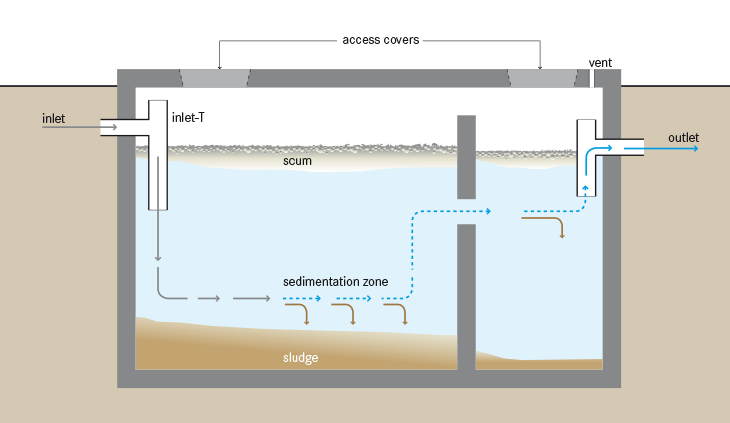 access covers
vent
inlet
inlet-T
outlet
scum
sedimentation zone
sludge